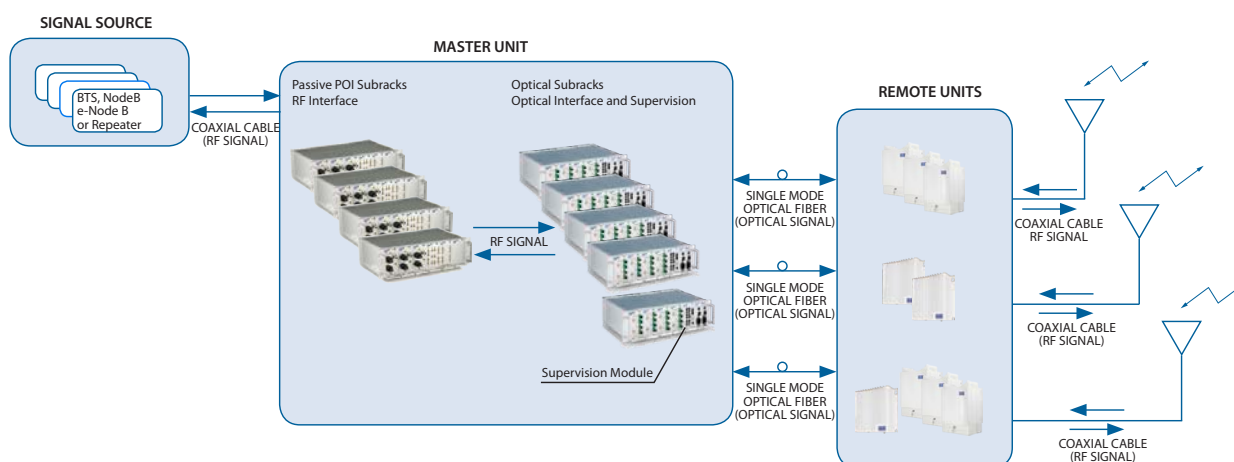 SIGNAL SOURCE
BTS, NodeB
e-Node B
or Repeater
COAXIAL CABLE
(RF SIGNAL)
MASTER UNIT
Passive POI Subracks
RF Interface
Optical Subracks
Optical Interface and Supervision
RF SIGNAL
Supervision Module
SINGLE MODE
OPTICAL FIBER
(OPTICAL SIGNAL)
SINGLE MODE
OPTICAL FIBER
(OPTICAL SIGNAL)
SINGLE MODE
OPTICAL FIBER
(OPTICAL SIGNAL)
REMOTE UNITS
COAXIAL CABLE
RF SIGNAL
COAXIAL CABLE
(RF SIGNAL)
COAXIAL CABLE
(RF SIGNAL)